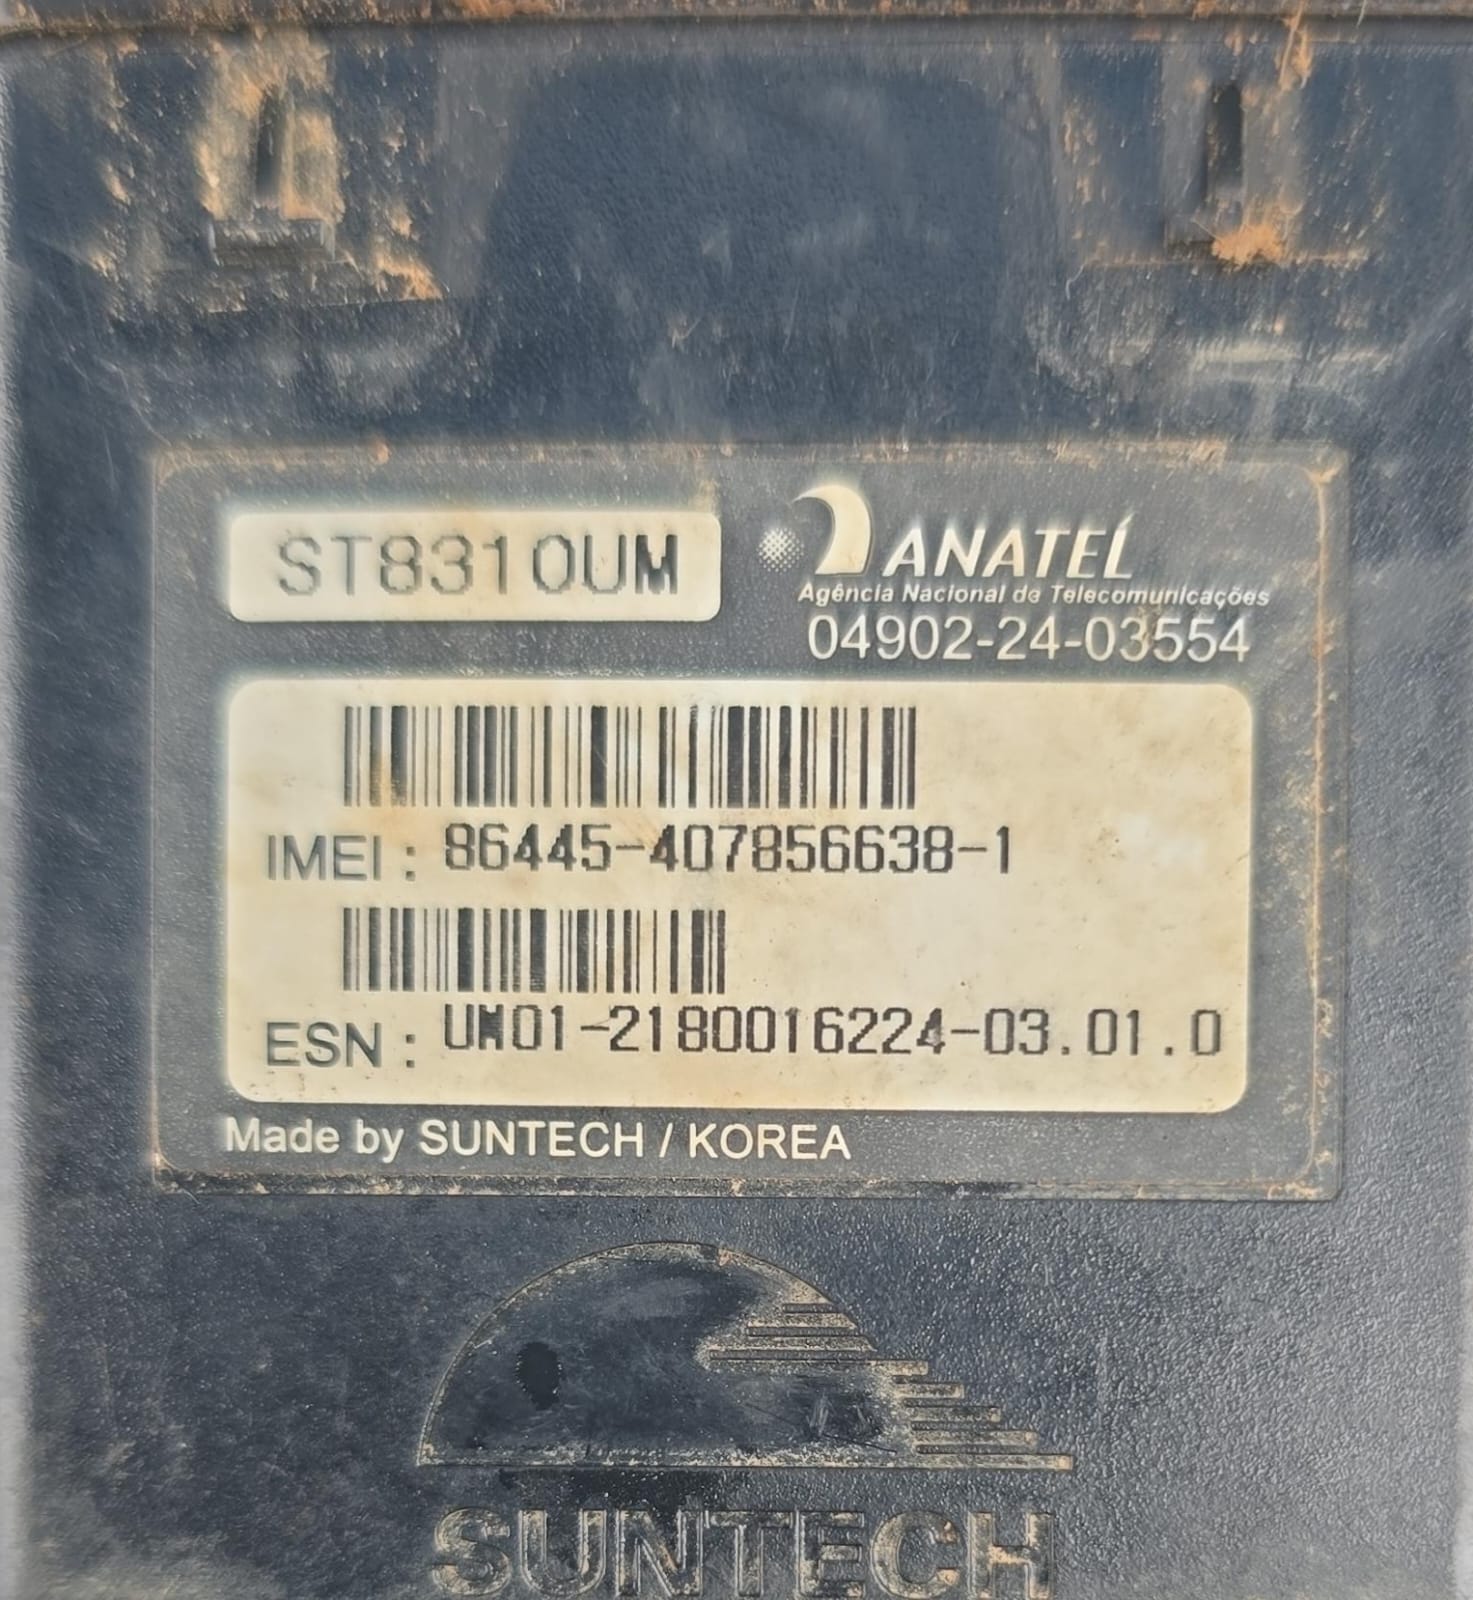 ST8310UM
ANATEL
Agência Nacional de Telecomunicações
04902-24-03554
IMEI : 86445-407856638-1
ESN : UM01-2180016224-03.01.0
Made by SUNTECH / KOREA
SUNTECH